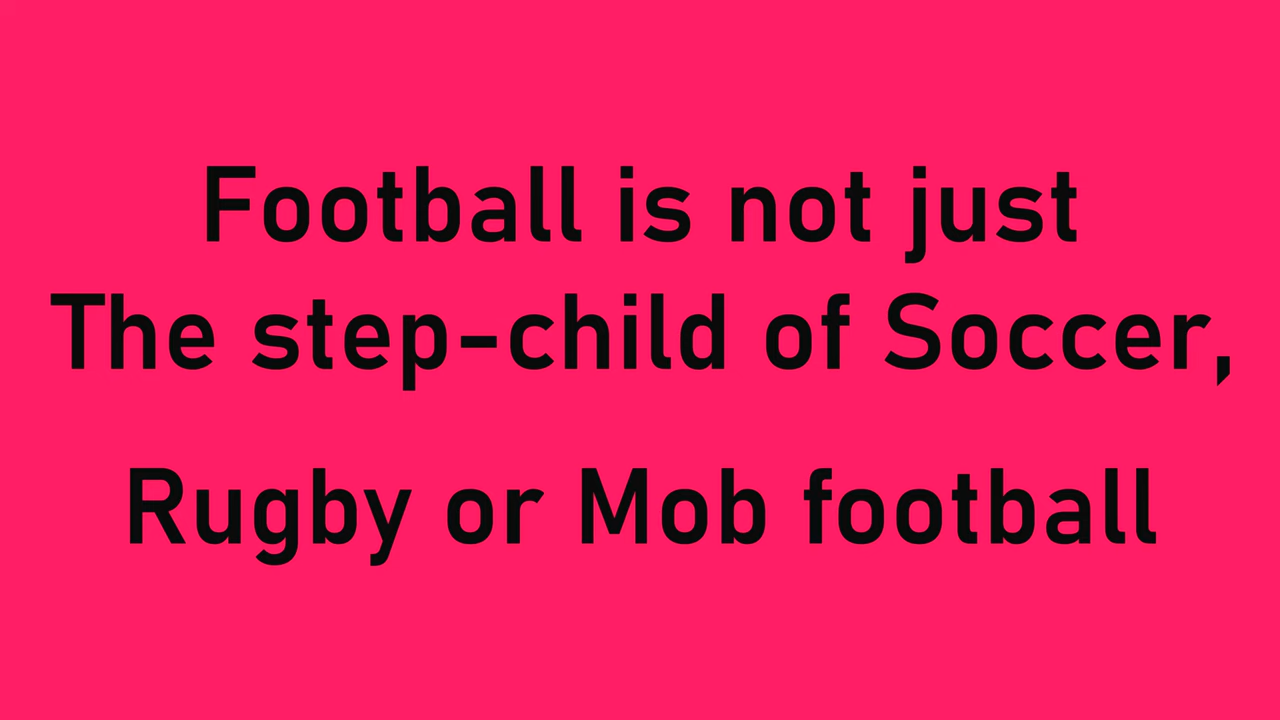 Football is not just
The step-child of Soccer,
Rugby or Mob football